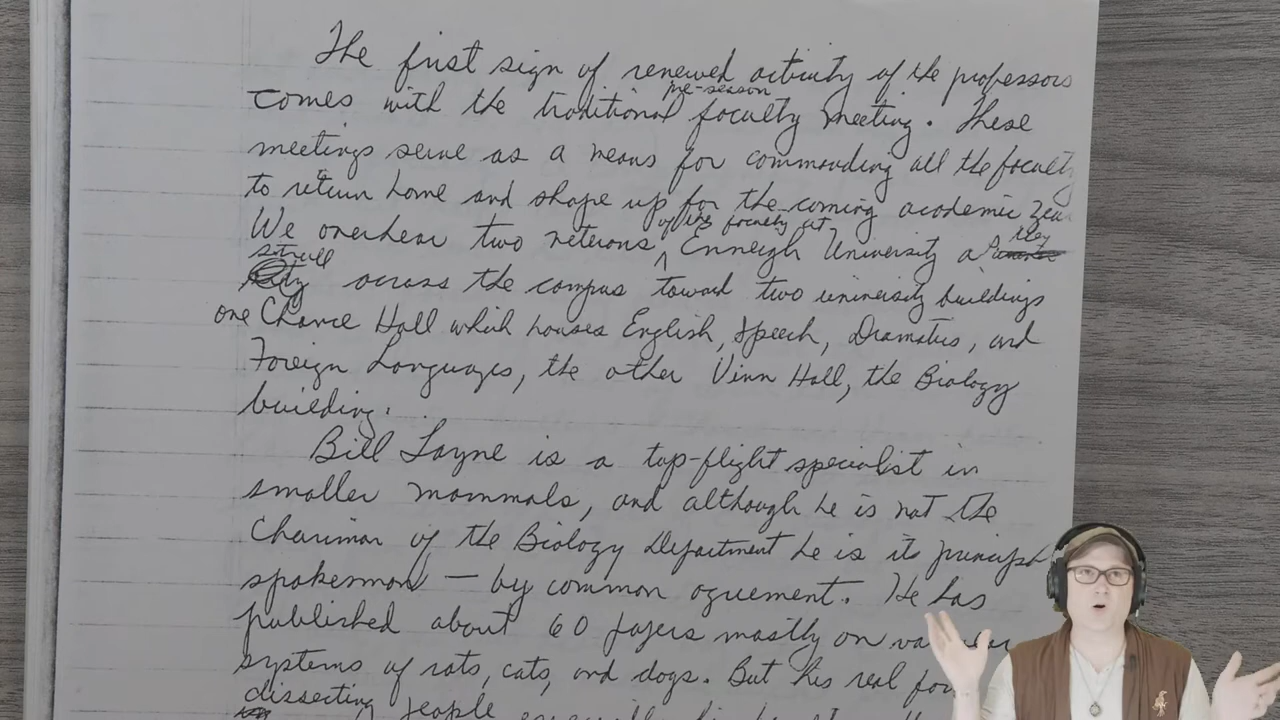 The first sign of renewed activity of the professors
pre-season
comes with the traditional faculty meeting. These
meetings serve as a means for commanding all the faculty
to return home and shape up for the coming academic year
of the faculty at
We overhear two veterans, Enneigh University as they
stroll
across the campus toward two university buildings
one Chance Hall which houses English, Speech, Dramatics, and
Foreign Languages, the other Vinn Hall, the Biology
building.
Bill Layne is a top-flight specialist in
smaller mammals, and although he is not the
Chairman of the Biology Department he is its
spokesman — by common agreement. He has
published about 60 papers mostly on
systems of rats, cats, and dogs. But his real
dissecting people